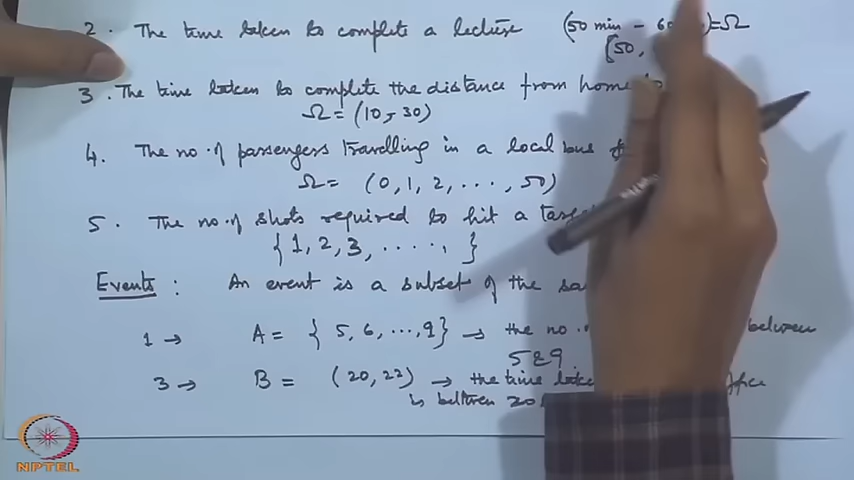 2. The time taken to complete a lecture (50 min – 60 )=Ω
[50,
3. The time taken to complete the distance from home to
Ω= (10, 30)
4. The no. of passengers travelling in a local bus
Ω= (0, 1, 2, ..., 50)
5. The no. of shots required to hit a
{1, 2, 3, ....., }
Events : An event is a subset of the
1 → A = { 5, 6, ..., 9} → the no. between
5 & 9.
3 → B = (20, 22) → the time
is between 20
NPTEL